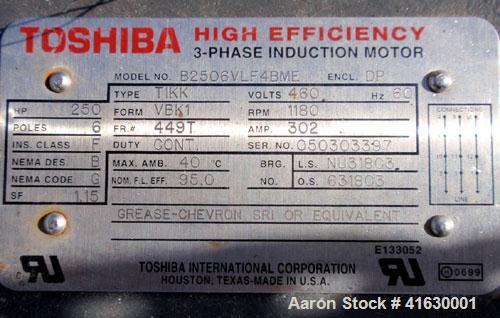 TOSHIBA HIGH EFFICIENCY
3-PHASE INDUCTION MOTOR
MODEL NO. B2506VLF4BME ENCL. DP
TYPE TIKK VOLTS 460 Hz 60
HP 250 FORM VBK1 RPM 1180
POLES 6 FR.# 449T AMP. 302
INS. CLASS F DUTY CONT. SER. NO. 050303397
NEMA DES. B MAX. AMB. 40 °C BRG. L.S. NU318C3
NEMA CODE G NOM. F.L. EFF. 95.0 NO. O.S. 6318C3
SF 1.15
CONNECTIONS
LINE
GREASE-CHEVRON SRI OR EQUIVALENT
E133052
TOSHIBA INTERNATIONAL CORPORATION
HOUSTON, TEXAS-MADE IN U.S.A.
0699
Aaron Stock # 41630001